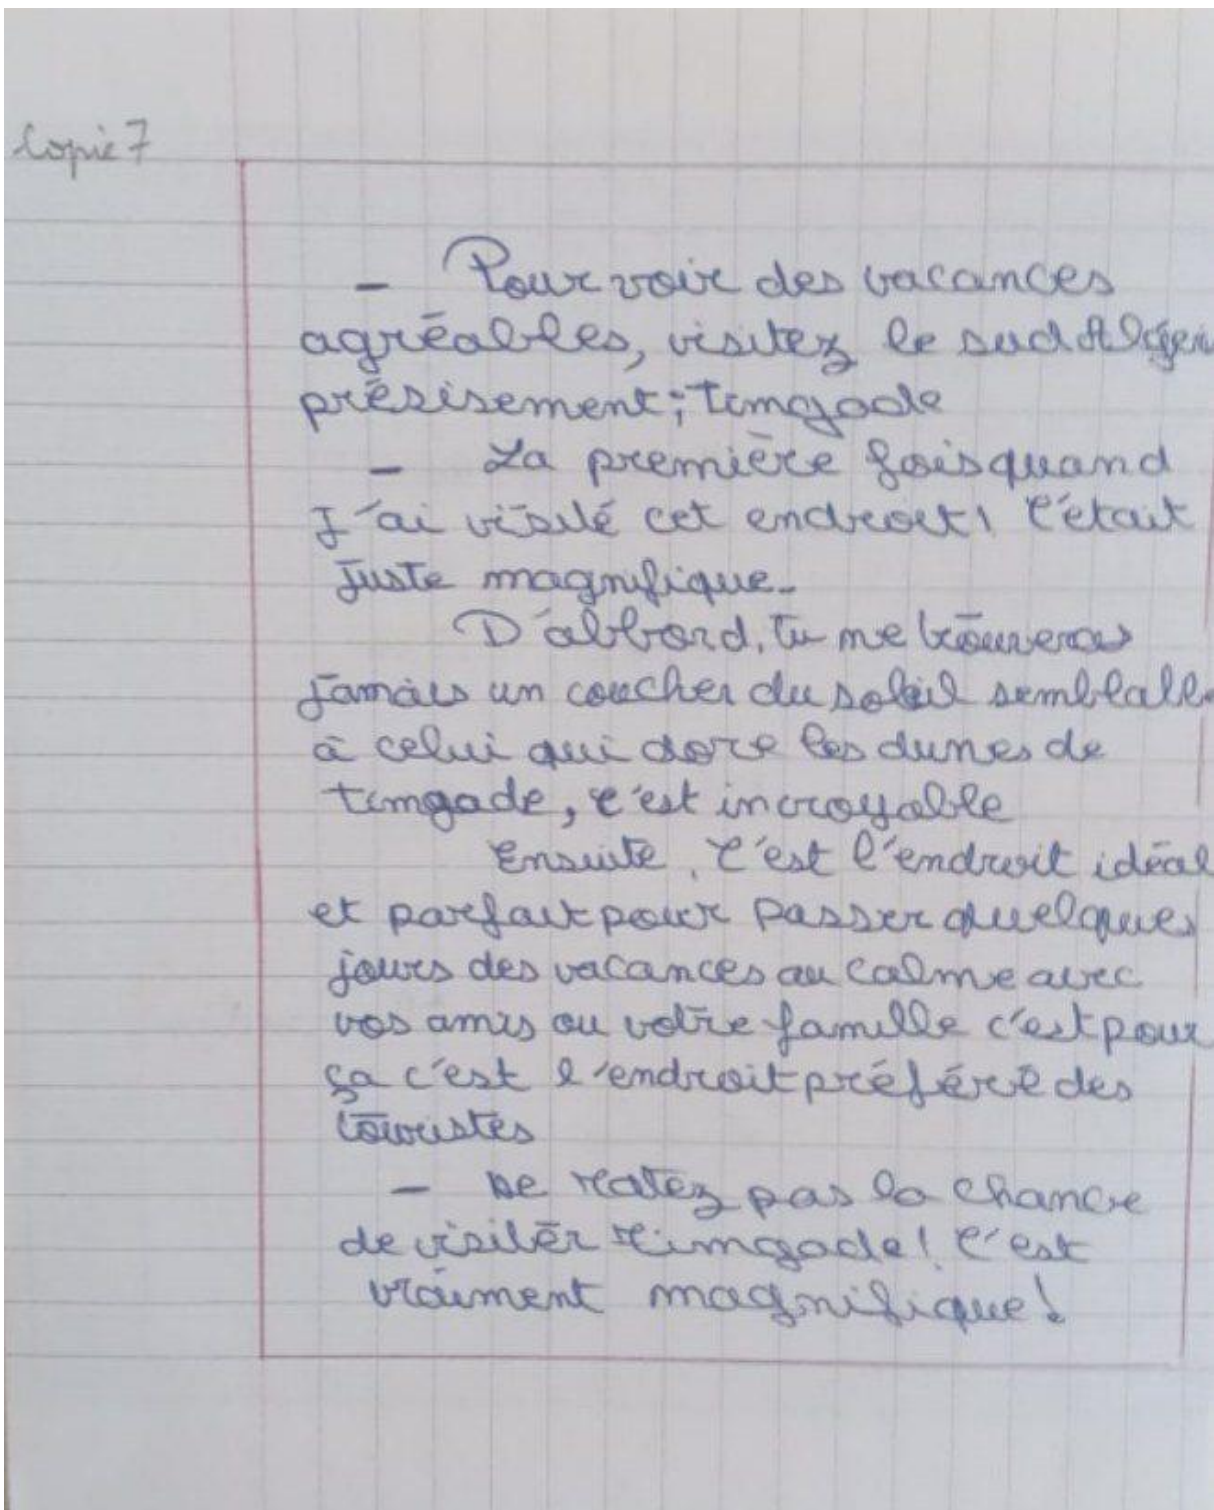 Copie 7
- Pour voir des vacances
agréables, visitez le sud Algér
présisement; timgade
- La première fois quand
J'ai visité cet endroit! C'était
Juste magnifique.
D'abbord, tu me trouveras
jamais un coucher du soleil semblabl
à celui qui dore les dunes de
timgade, c'est incroyable
Ensuite, C'est l'endroit idéal
et parfait pour passer quelques
jours des vacances au calme avec
vos amis ou votre famille c'est pour
ça c'est l'endroit préféré des
touristes
- Ne ratez pas la chance
de visiter timgade! C'est
vraiment magnifique!